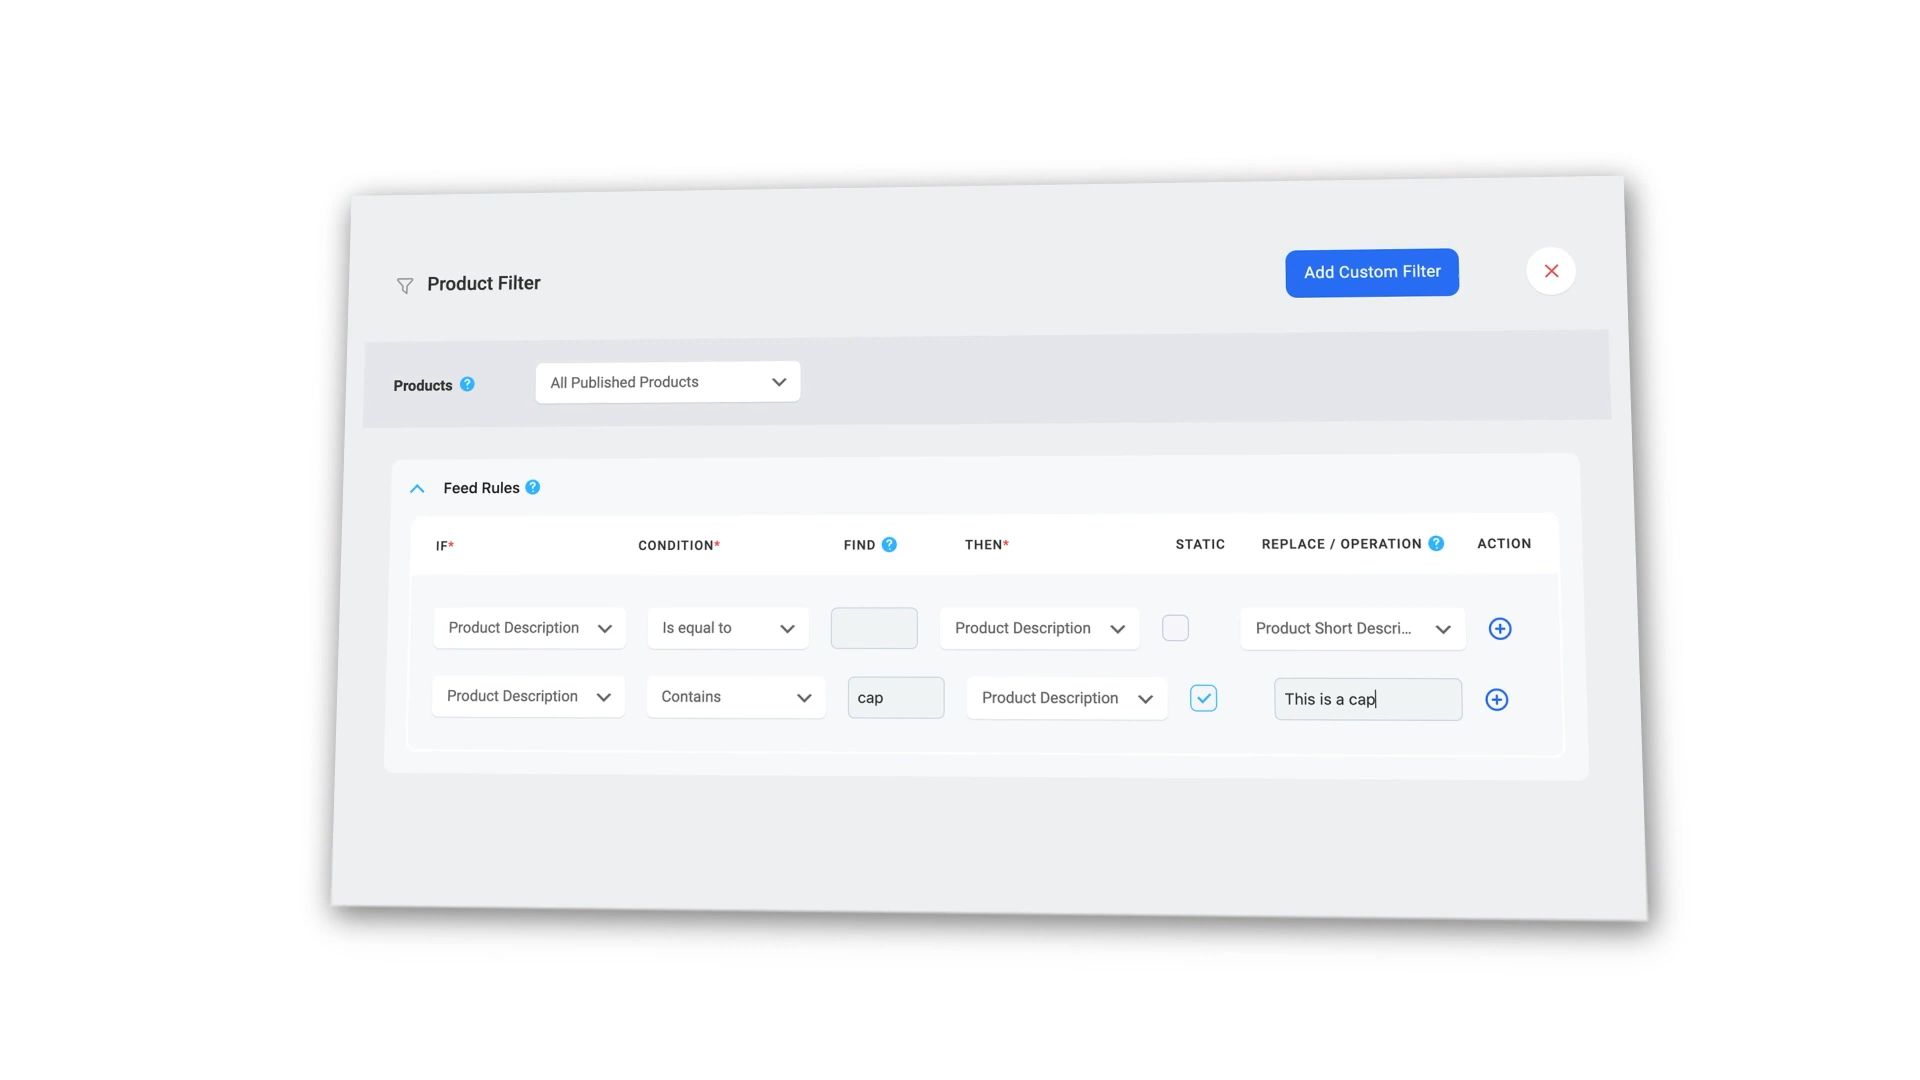 Product Filter
Add Custom Filter
Products ?
All Published Products
Feed Rules ?
IF* CONDITION* FIND ? THEN* STATIC REPLACE / OPERATION ? ACTION
Product Description Is equal to Product Description Product Short Descri...
Product Description Contains cap Product Description This is a cap